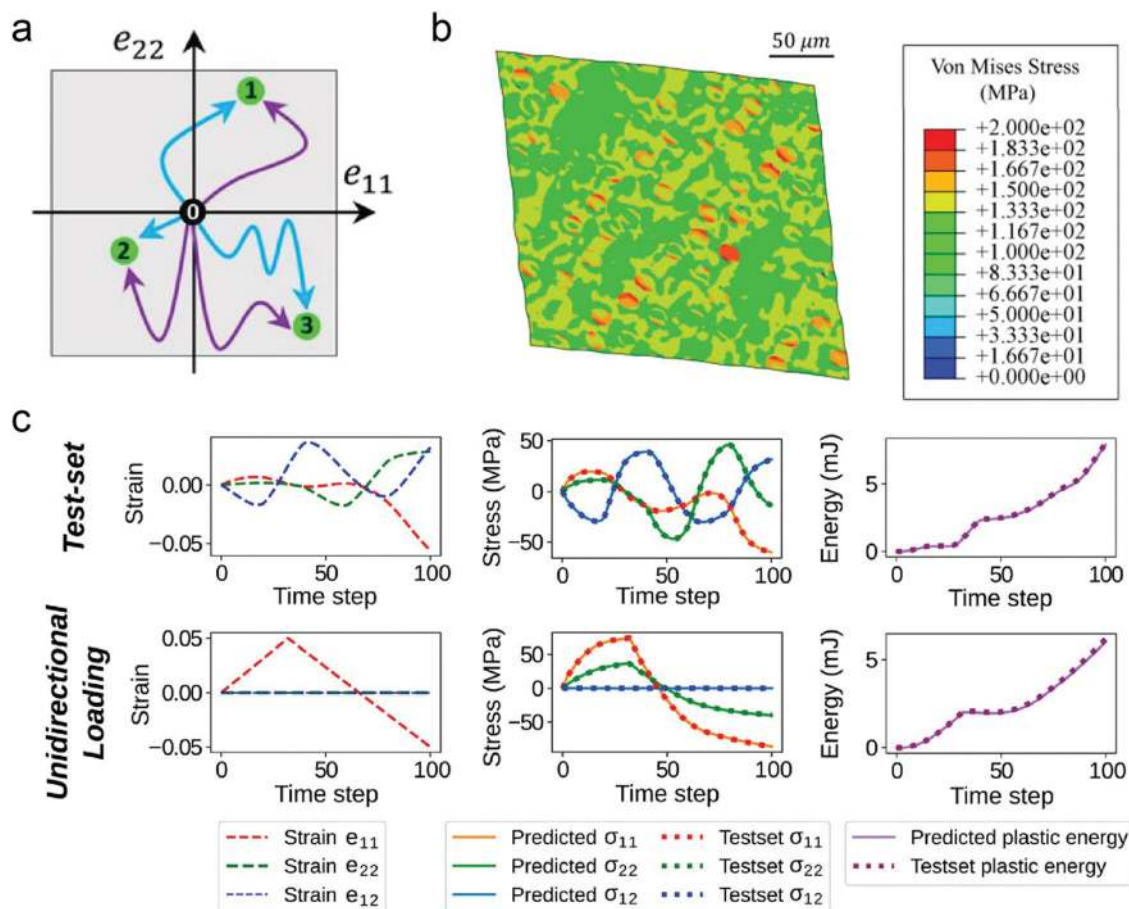 a
e₂₂
1
e₁₁
0
2
3
b
50 μm
Von Mises Stress
(MPa)
+2.000e+02
+1.833e+02
+1.667e+02
+1.500e+02
+1.333e+02
+1.167e+02
+1.000e+02
+8.333e+01
+6.667e+01
+5.000e+01
+3.333e+01
+1.667e+01
+0.000e+00
c
Test-set
Strain
0.00
−0.05
0
50
100
Time step
Stress (MPa)
50
0
−50
0
50
100
Time step
Energy (mJ)
5
0
0
50
100
Time step
Unidirectional
Loading
Strain
0.05
0.00
−0.05
0
50
100
Time step
Stress (MPa)
50
0
−50
0
50
100
Time step
Energy (mJ)
5
0
0
50
100
Time step
Strain e₁₁
Strain e₂₂
Strain e₁₂
Predicted σ₁₁
Predicted σ₂₂
Predicted σ₁₂
Testset σ₁₁
Testset σ₂₂
Testset σ₁₂
Predicted plastic energy
Testset plastic energy